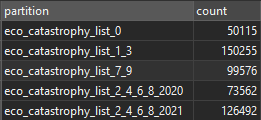 partition count
eco_catastrophy_list_0 50115
eco_catastrophy_list_1_3 150255
eco_catastrophy_list_7_9 99576
eco_catastrophy_list_2_4_6_8_2020 73562
eco_catastrophy_list_2_4_6_8_2021 126492